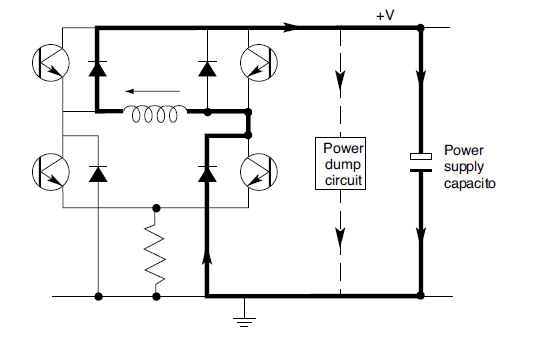 +V
Power
dump
circuit
Power
supply
capacito